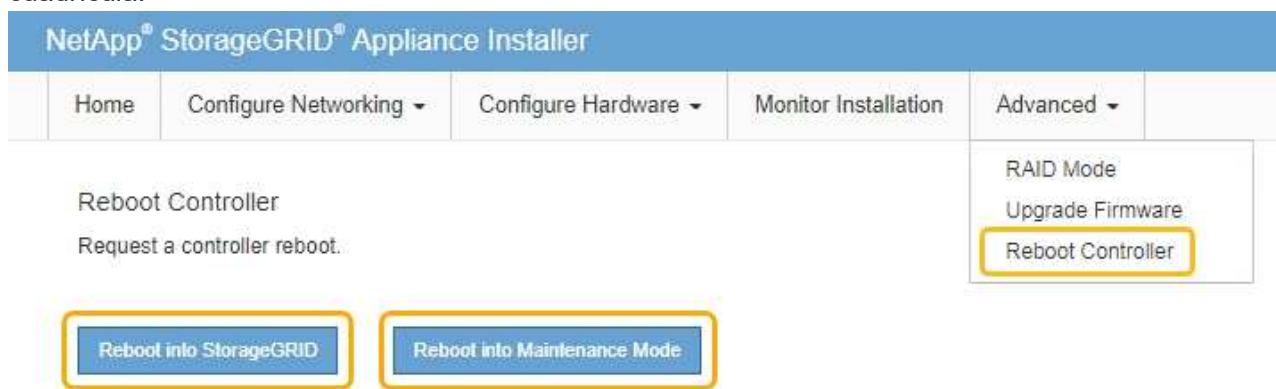 NetApp® StorageGRID® Appliance Installer
Home Configure Networking Configure Hardware Monitor Installation Advanced
RAID Mode
Upgrade Firmware
Reboot Controller
Reboot Controller
Request a controller reboot.
Reboot into StorageGRID Reboot into Maintenance Mode